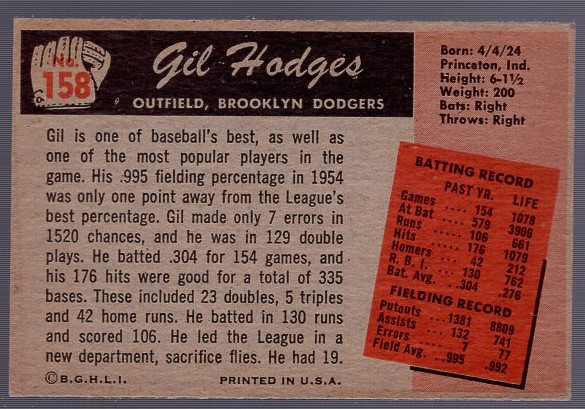 No.
158
Gil Hodges
OUTFIELD, BROOKLYN DODGERS
Born: 4/4/24
Princeton, Ind.
Height: 6-1½
Weight: 200
Bats: Right
Throws: Right
Gil is one of baseball's best, as well as
one of the most popular players in the
game. His .995 fielding percentage in 1954
was only one point away from the League's
best percentage. Gil made only 7 errors in
1520 chances, and he was in 129 double
plays. He batted .304 for 154 games, and
his 176 hits were good for a total of 335
bases. These included 23 doubles, 5 triples
and 42 home runs. He batted in 130 runs
and scored 106. He led the League in a
new department, sacrifice flies. He had 19.
BATTING RECORD
PAST YR. LIFE
Games .... 154 1078
At Bat .... 579 3906
Runs .... 106 661
Hits .... 176 1079
Homers .... 42 212
R. B. I. .... 130 762
Bat. Avg. .... .304 .276
FIELDING RECORD
Putouts .... 1381 8809
Assists .... 132 741
Errors .... 7 77
Field Avg. .. .995 .992
©B.G.H.L.I. PRINTED IN U.S.A.